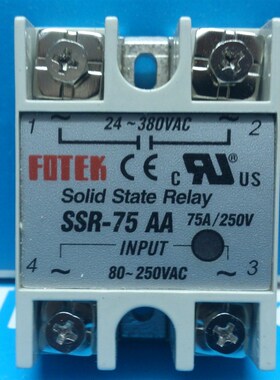 1 24 ~380VAC 2
~ ~
FOTEK CE c RU US
Solid State Relay
SSR-75 AA 75A/250V
4 INPUT 3
~ 80~250VAC ~